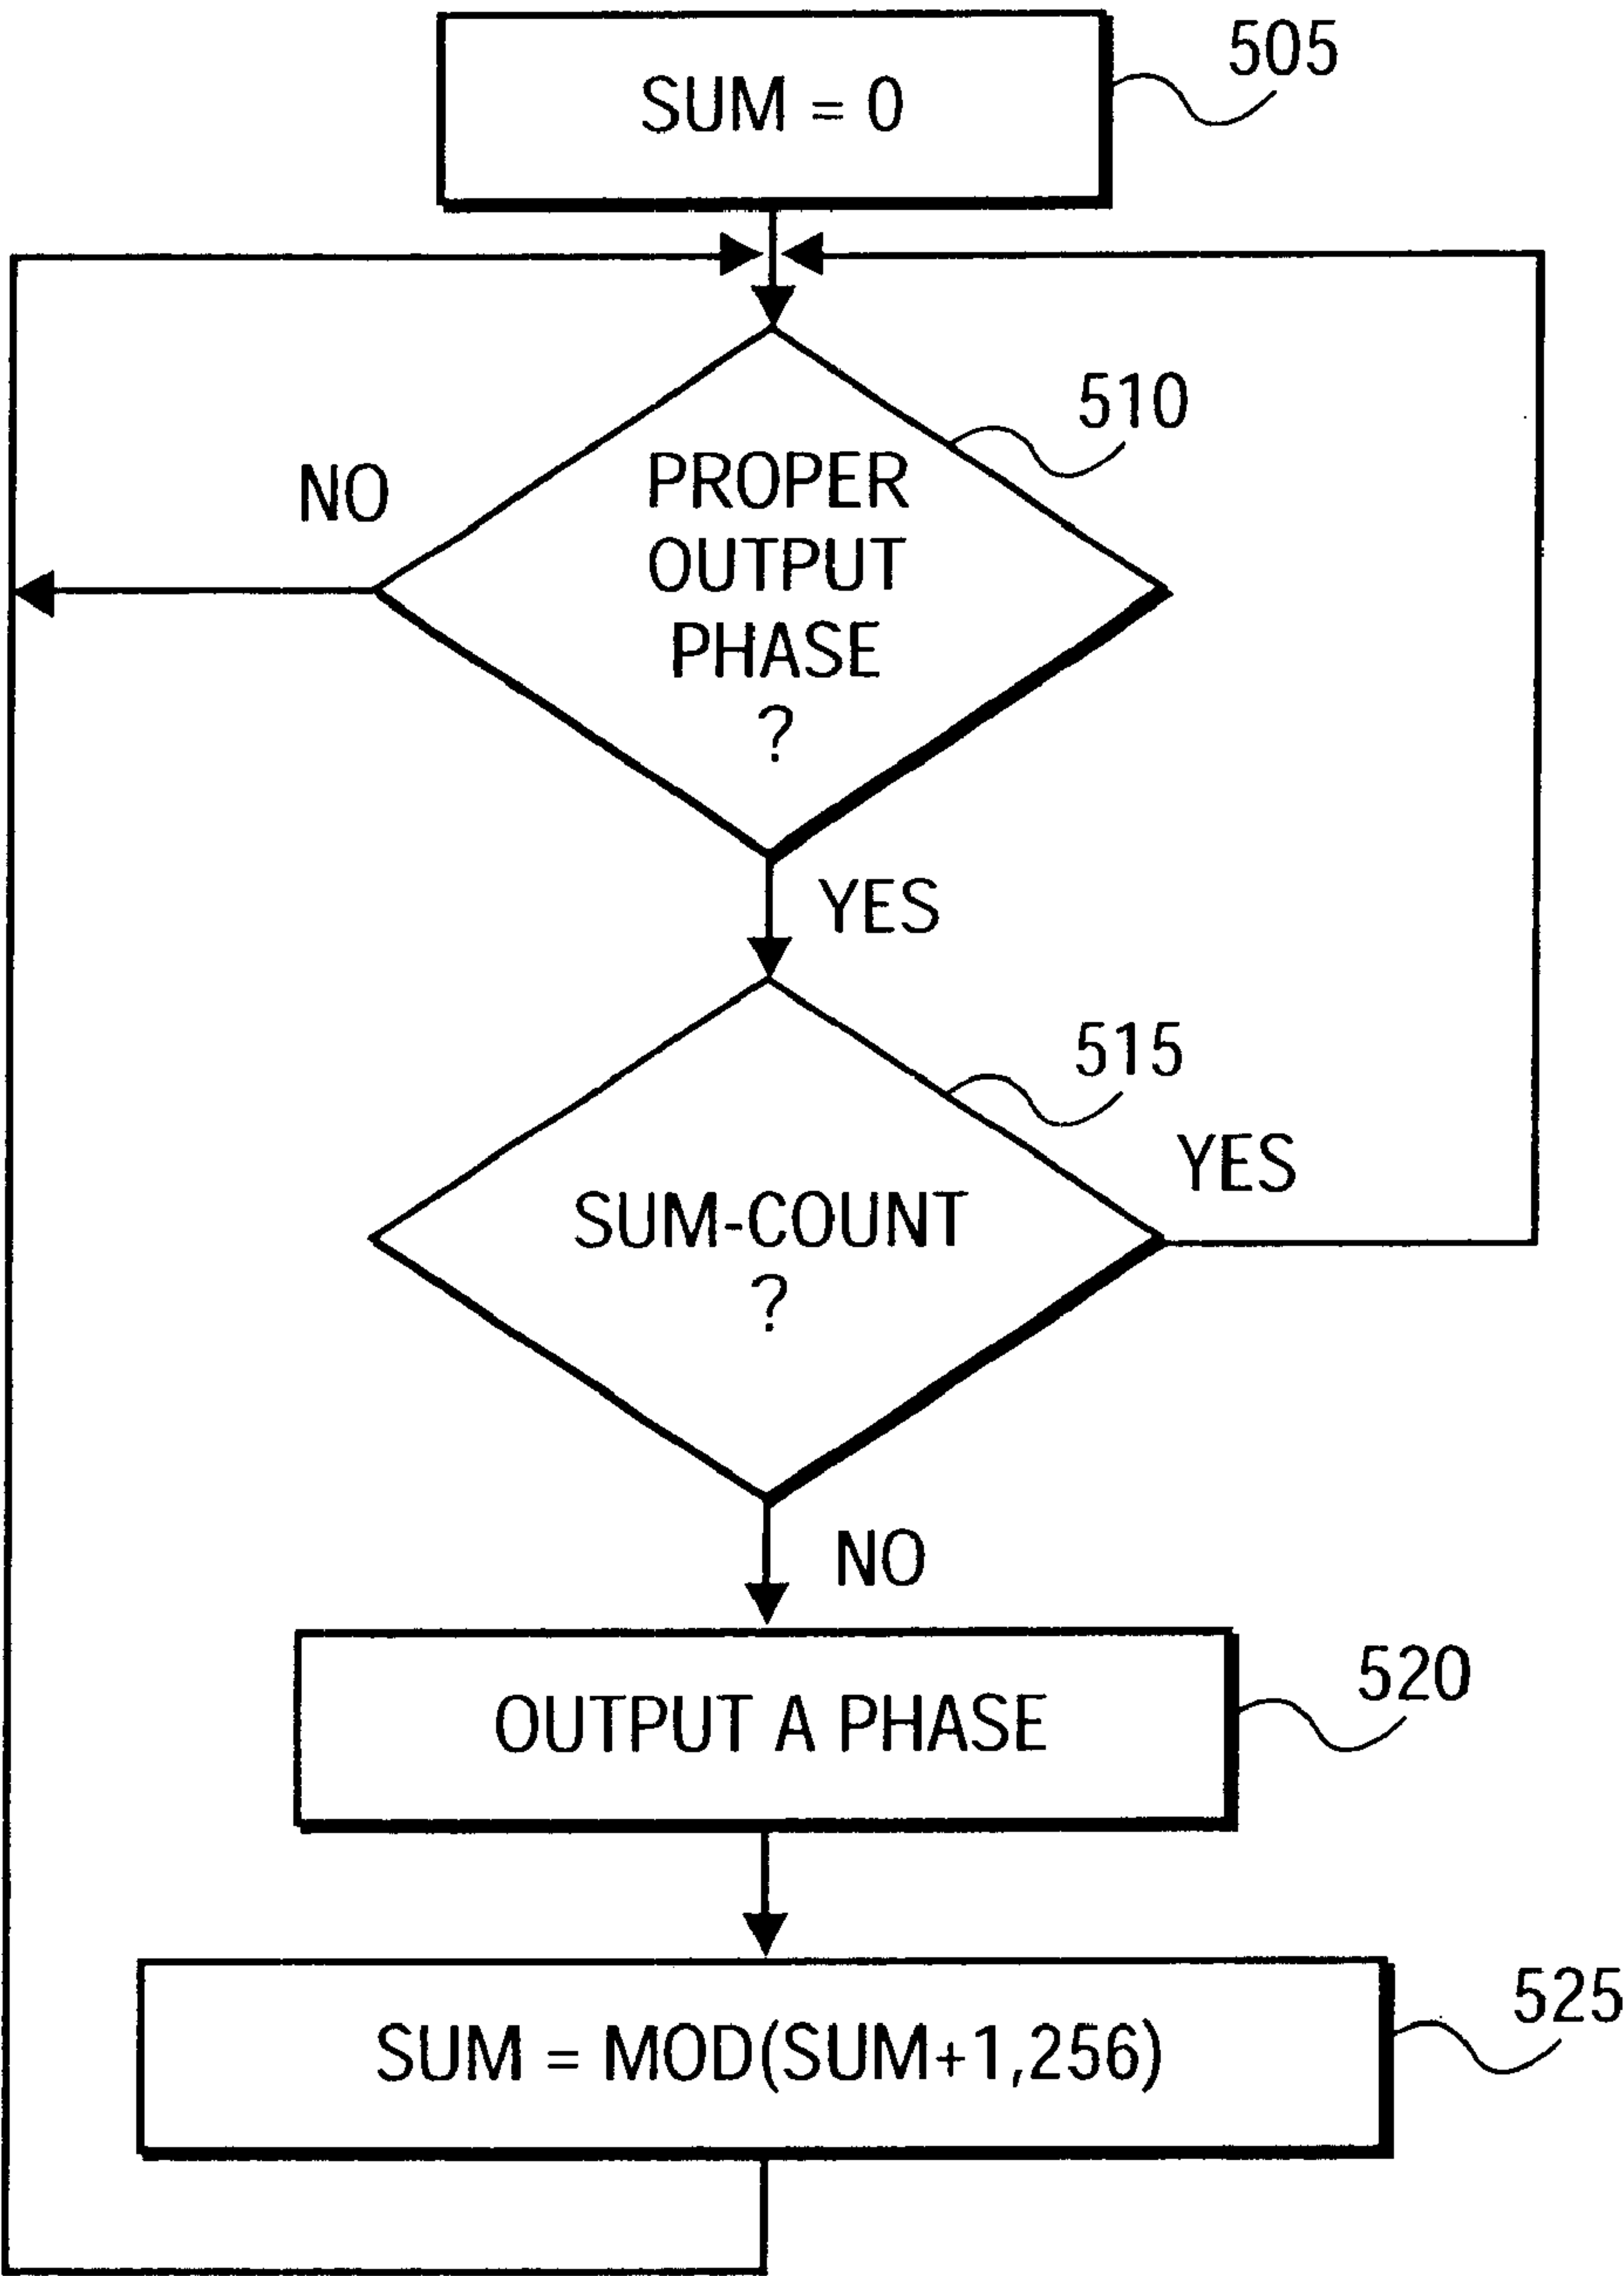 SUM = 0
505
510
NO
PROPER
OUTPUT
PHASE
?
YES
515
YES
SUM-COUNT
?
NO
520
OUTPUT A PHASE
525
SUM = MOD(SUM+1,256)